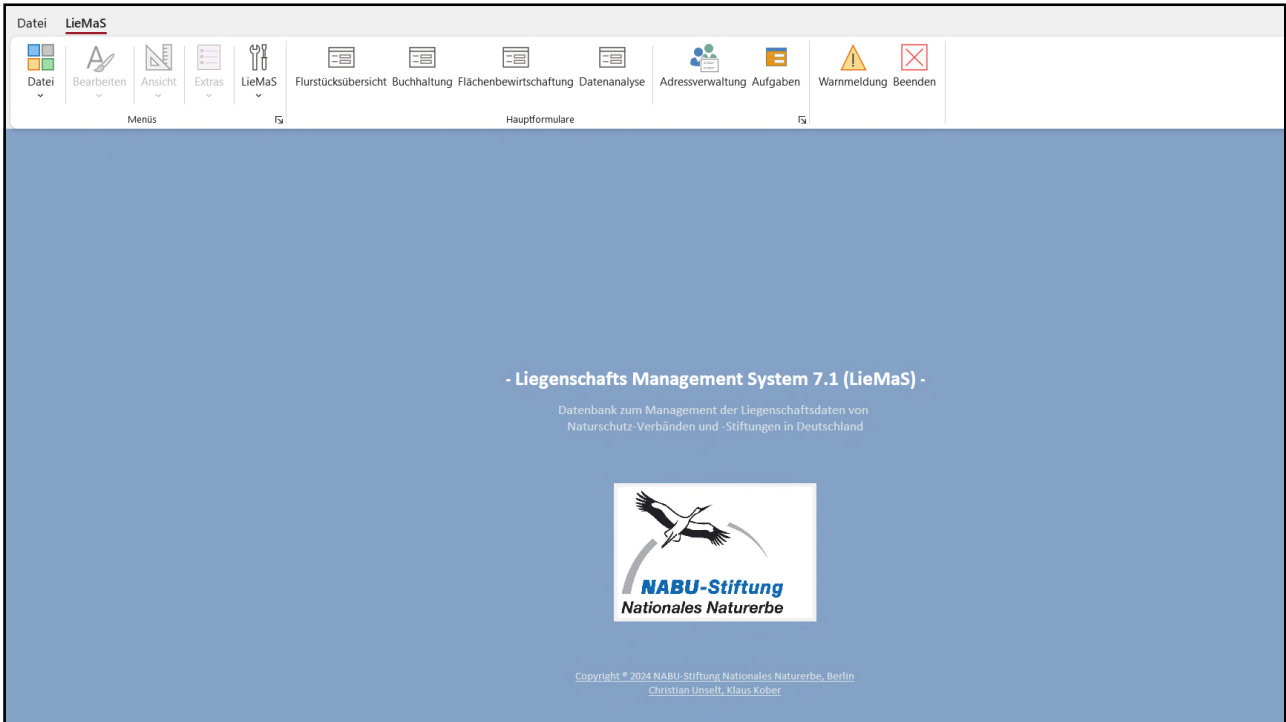 Datei LieMaS
Datei Bearbeiten Ansicht Extras LieMaS Flurstücksübersicht Buchhaltung Flächenbewirtschaftung Datenanalyse Adressverwaltung Aufgaben Warnmeldung Beenden
Menüs Hauptformulare
- Liegenschafts Management System 7.1 (LieMaS) -
Datenbank zum Management der Liegenschaftsdaten von
Naturschutz-Verbänden und -Stiftungen in Deutschland
NABU-Stiftung
Nationales Naturerbe
Copyright ® 2024 NABU-Stiftung Nationales Naturerbe, Berlin
Christian Unselt, Klaus Kober